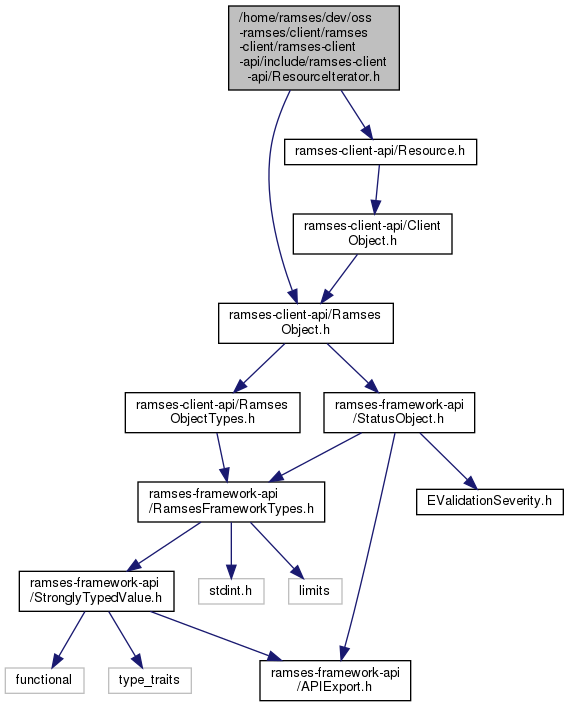 /home/ramses/dev/oss
-ramses/client/ramses
-client/ramses-client
-api/include/ramses-client
-api/ResourceIterator.h
ramses-client-api/Resource.h
ramses-client-api/Client
Object.h
ramses-client-api/Ramses
Object.h
ramses-client-api/Ramses
ObjectTypes.h
ramses-framework-api
/StatusObject.h
ramses-framework-api
/RamsesFrameworkTypes.h
EValidationSeverity.h
ramses-framework-api
/StronglyTypedValue.h
stdint.h
limits
functional
type_traits
ramses-framework-api
/APIExport.h